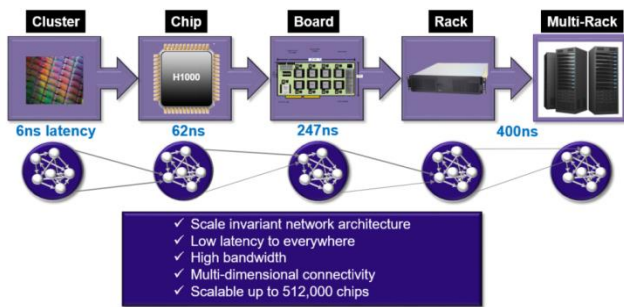 Cluster
Chip
Board
Rack
Multi-Rack
H1000
6ns latency
62ns
247ns
400ns
✓ Scale invariant network architecture
✓ Low latency to everywhere
✓ High bandwidth
✓ Multi-dimensional connectivity
✓ Scalable up to 512,000 chips